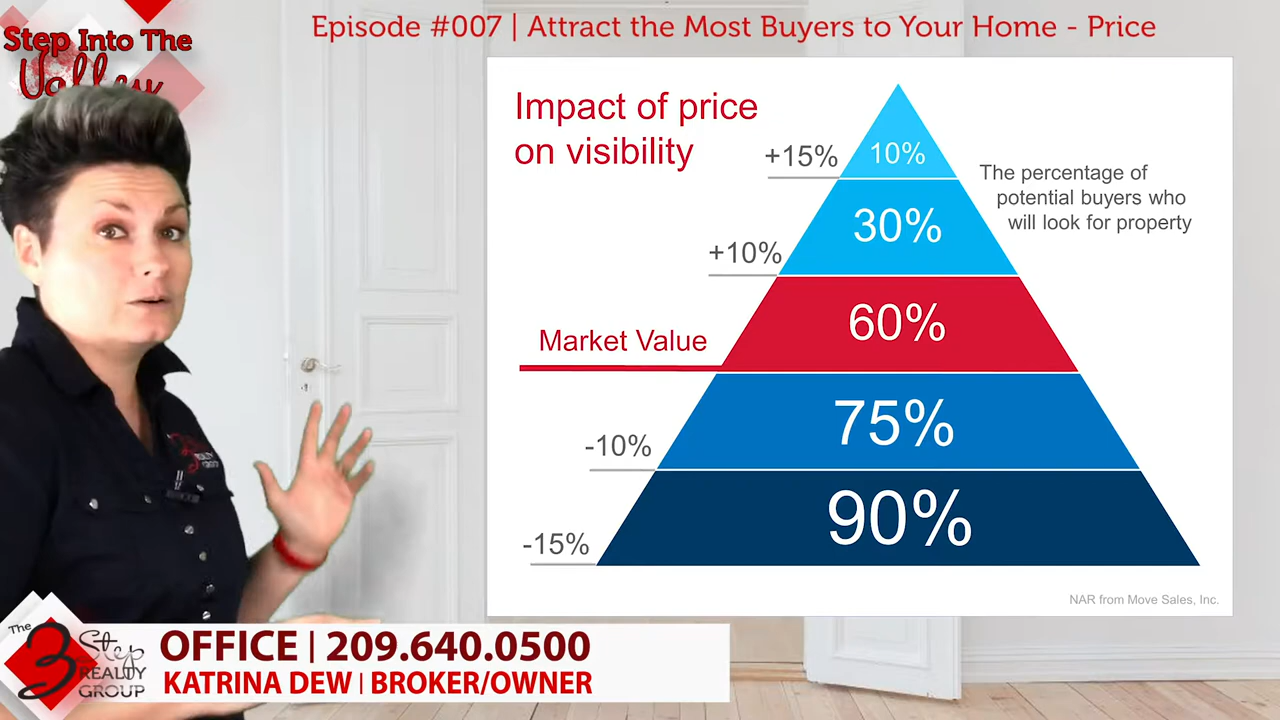 Episode #007 | Attract the Most Buyers to Your Home - Price
Step Into The
Valley
Impact of price
on visibility
+15%
10%
The percentage of
potential buyers who
will look for property
30%
+10%
60%
Market Value
75%
-10%
90%
-15%
NAR from Move Sales, Inc.
The
3 Step
REALTY
GROUP
OFFICE | 209.640.0500
KATRINA DEW | BROKER/OWNER